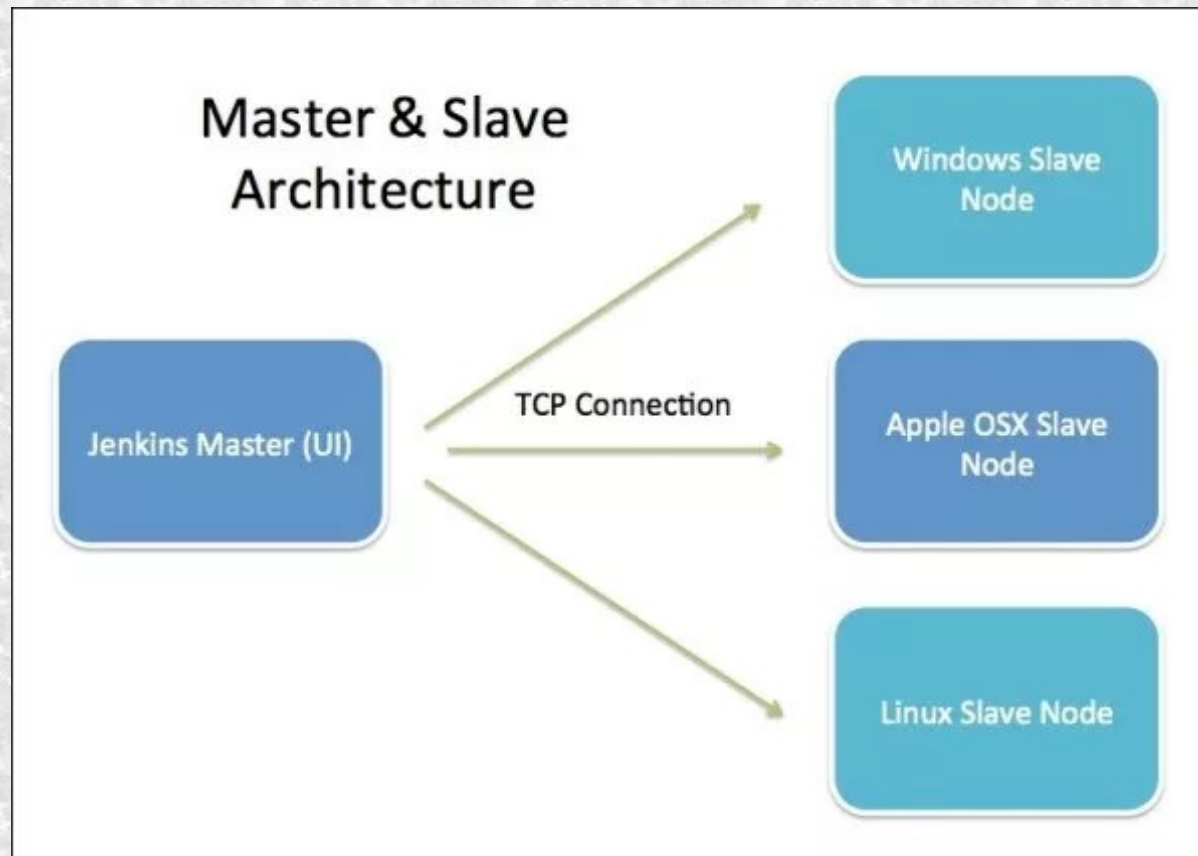 Master & Slave
Architecture
Windows Slave
Node
Jenkins Master (UI)
TCP Connection
Apple OSX Slave
Node
Linux Slave Node